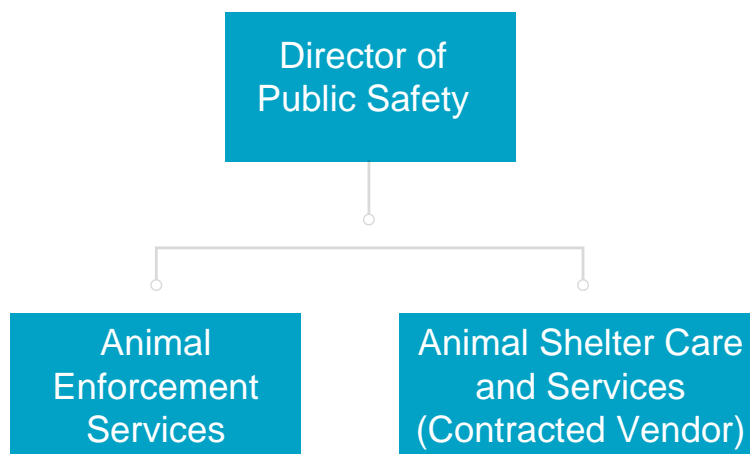 Director of
Public Safety
Animal
Enforcement
Services
Animal Shelter Care
and Services
(Contracted Vendor)